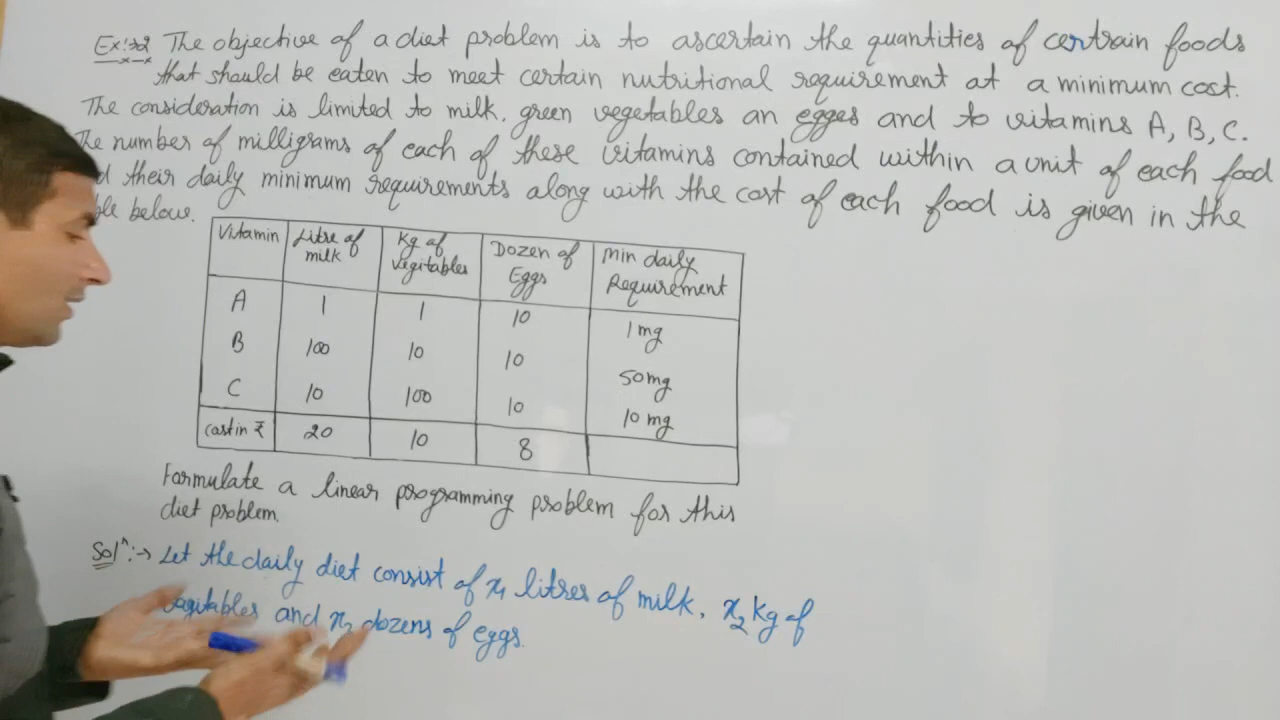 Ex:→2 The objective of a diet problem is to ascertain the quantities of certrain foods
that should be eaten to meet certain nutritional requirement at a minimum cost.
The consideration is limited to milk, green vegetables an egges and to vitamins A, B, C.
The number of milligrams of each of these vitamins contained within a unit of each food
their daily minimum requirements along with the cost of each food is given in the
below.
Vitamin Litre of milk Kg of Vegitables Dozen of Eggs Min daily Requirement
A 1 1 10 1 mg
B 100 10 10 50 mg
C 10 100 10 10 mg
cost in ₹ 20 10 8
Formulate a linear programming problem for this
diet problem.
Solⁿ:→ Let the daily diet consist of x₁ litres of milk, x₂ kg of
vagitables and x₃ dozens of eggs.